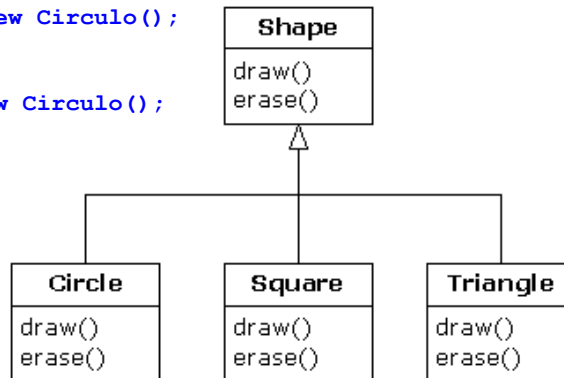 ew Circulo();
w Circulo();
Shape
draw()
erase()
Circle
draw()
erase()
Square
draw()
erase()
Triangle
draw()
erase()